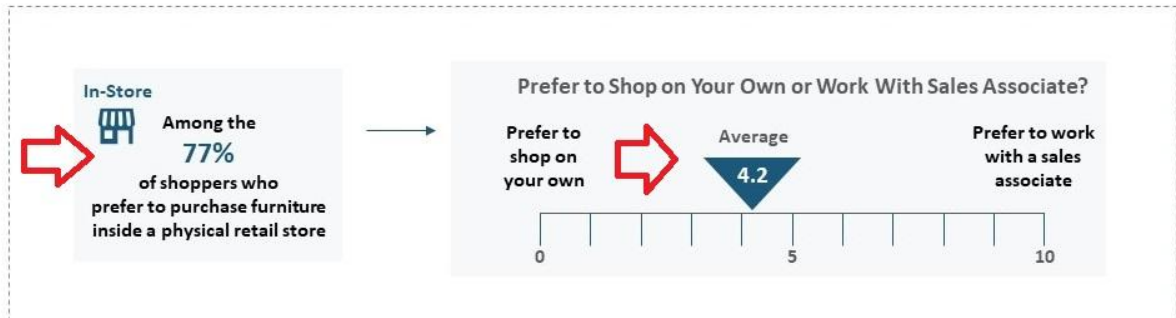 In-Store
Among the
77%
of shoppers who
prefer to purchase furniture
inside a physical retail store
Prefer to Shop on Your Own or Work With Sales Associate?
Prefer to
shop on
your own
Average
4.2
Prefer to work
with a sales
associate
0
5
10